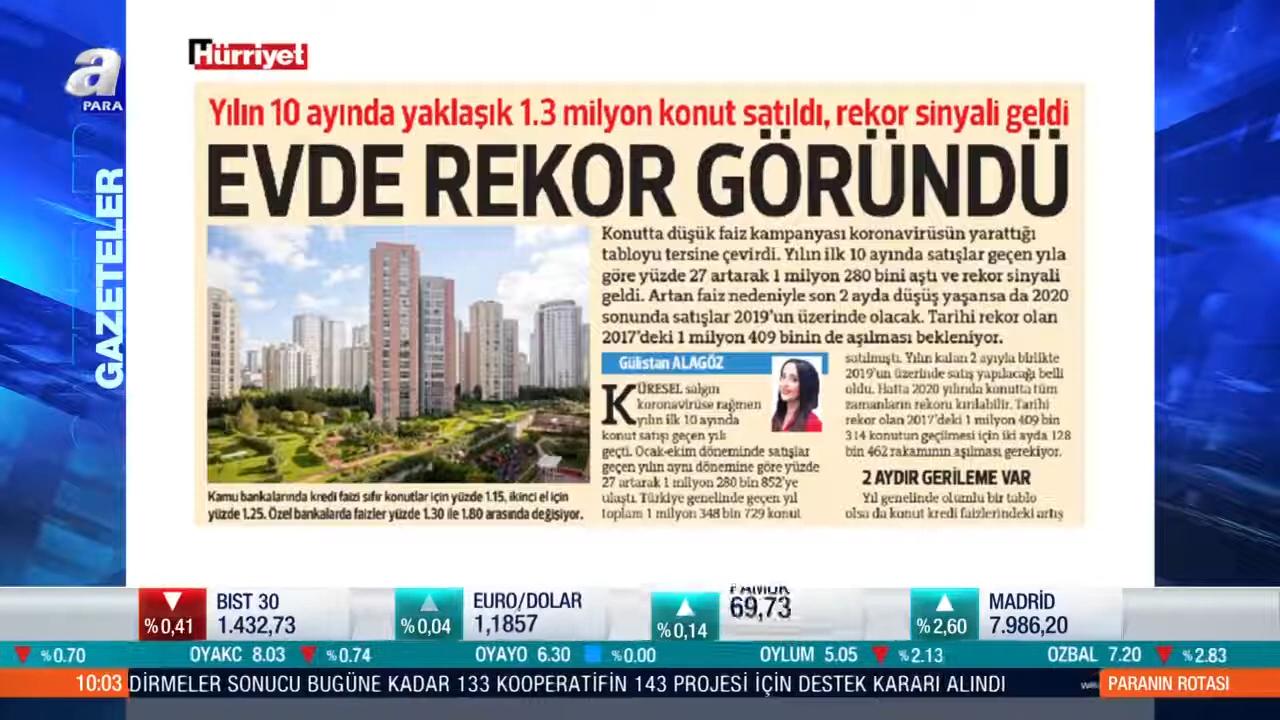 a
PARA
GAZETELER
Hürriyet
Yılın 10 ayında yaklaşık 1.3 milyon konut satıldı, rekor sinyali geldi
EVDE REKOR GÖRÜNDÜ
Konutta düşük faiz kampanyası koronavirüsün yarattığı
tabloyu tersine çevirdi. Yılın ilk 10 ayında satışlar geçen yıla
göre yüzde 27 artarak 1 milyon 280 bini aştı ve rekor sinyali
geldi. Artan faiz nedeniyle son 2 ayda düşüş yaşansa da 2020
sonunda satışlar 2019'un üzerinde olacak. Tarihi rekor olan
2017'deki 1 milyon 409 binin de aşılması bekleniyor.
Kamu bankalarında kredi faizi sıfır konutlar için yüzde 1.15, ikinci el için
yüzde 1.25. Özel bankalarda faizler yüzde 1.30 ile 1.80 arasında değişiyor.
Gülistan ALAGÖZ
KÜRESEL salgın
koronavirüse rağmen
yılın ilk 10 ayında
konut satışı geçen yılı
geçti. Ocak-ekim döneminde satışlar
geçen yılın aynı dönemine göre yüzde
27 artarak 1 milyon 280 bin 852'ye
ulaştı. Türkiye genelinde geçen yıl
toplam 1 milyon 348 bin 729 konut
satılmıştı. Yılın kalan 2 ayıyla birlikte
2019'un üzerinde satış yapılacağı belli
oldu. Hatta 2020 yılında konutta tüm
zamanların rekoru kırılabilir. Tarihi
rekor olan 2017'deki 1 milyon 409 bin
314 konutun geçilmesi için iki ayda 128
bin 462 rakamının aşılması gerekiyor.
2 AYDIR GERİLEME VAR
Yıl genelinde olumlu bir tablo
olsa da konut kredi faizlerindeki artış
%0,41 BIST 30 1.432,73
%0,04 EURO/DOLAR 1,1857
%0,14 PAMUK 69,73
%2,60 MADRİD 7.986,20
%0.70 OYAKC 8.03 %0.74 OYAYO 6.30 %0.00 OYLUM 5.05 %2.13 OZBAL 7.20 %2.83
10:03 DİRMELER SONUCU BUGÜNE KADAR 133 KOOPERATİFİN 143 PROJESİ İÇİN DESTEK KARARI ALINDI
PARANIN ROTASI